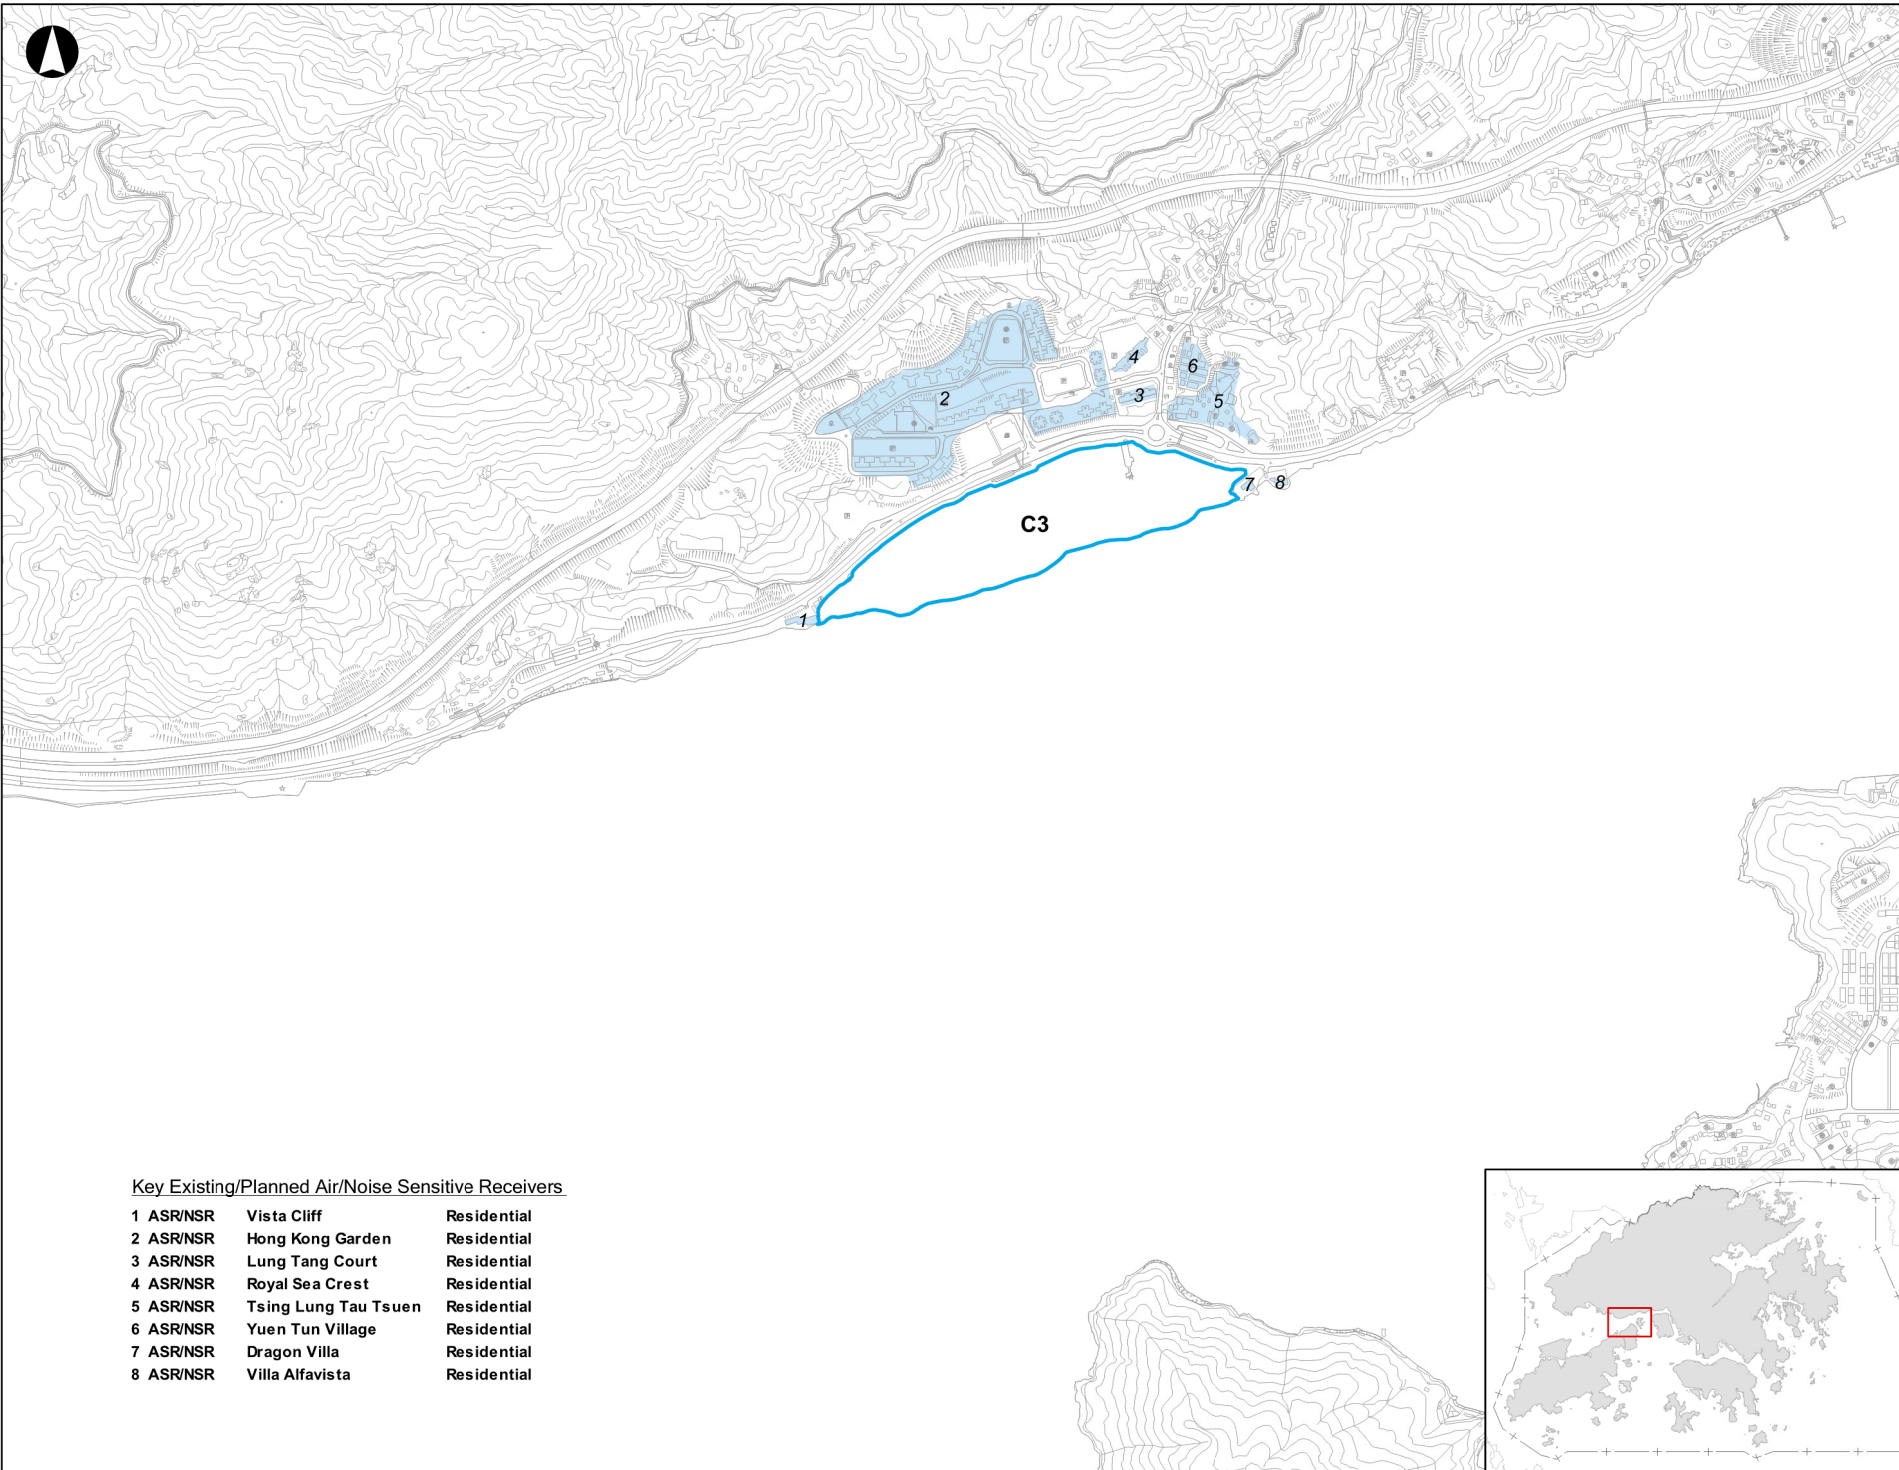 4
6
2
3
5
7
8
C3
1
Key Existing/Planned Air/Noise Sensitive Receivers
1 ASR/NSR Vista Cliff Residential
2 ASR/NSR Hong Kong Garden Residential
3 ASR/NSR Lung Tang Court Residential
4 ASR/NSR Royal Sea Crest Residential
5 ASR/NSR Tsing Lung Tau Tsuen Residential
6 ASR/NSR Yuen Tun Village Residential
7 ASR/NSR Dragon Villa Residential
8 ASR/NSR Villa Alfavista Residential